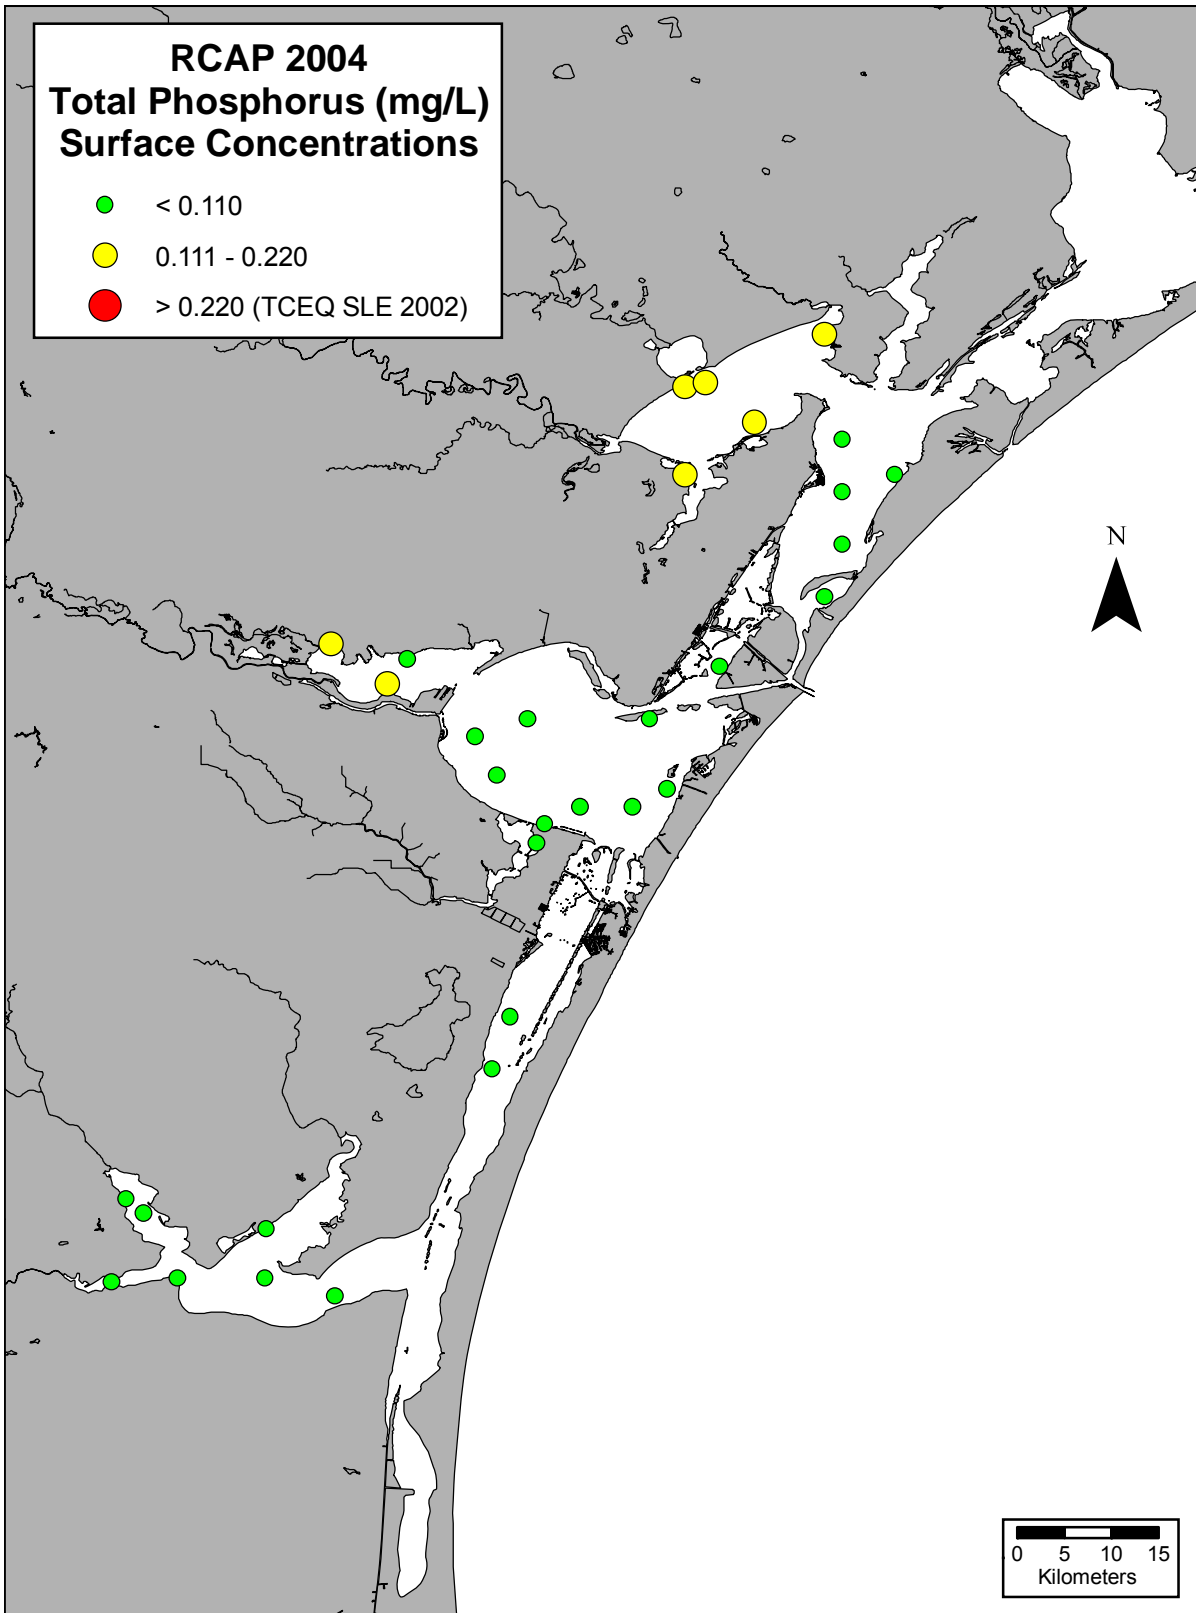 RCAP 2004
Total Phosphorus (mg/L)
Surface Concentrations
< 0.110
0.111 - 0.220
> 0.220 (TCEQ SLE 2002)
N
0 5 10 15
Kilometers